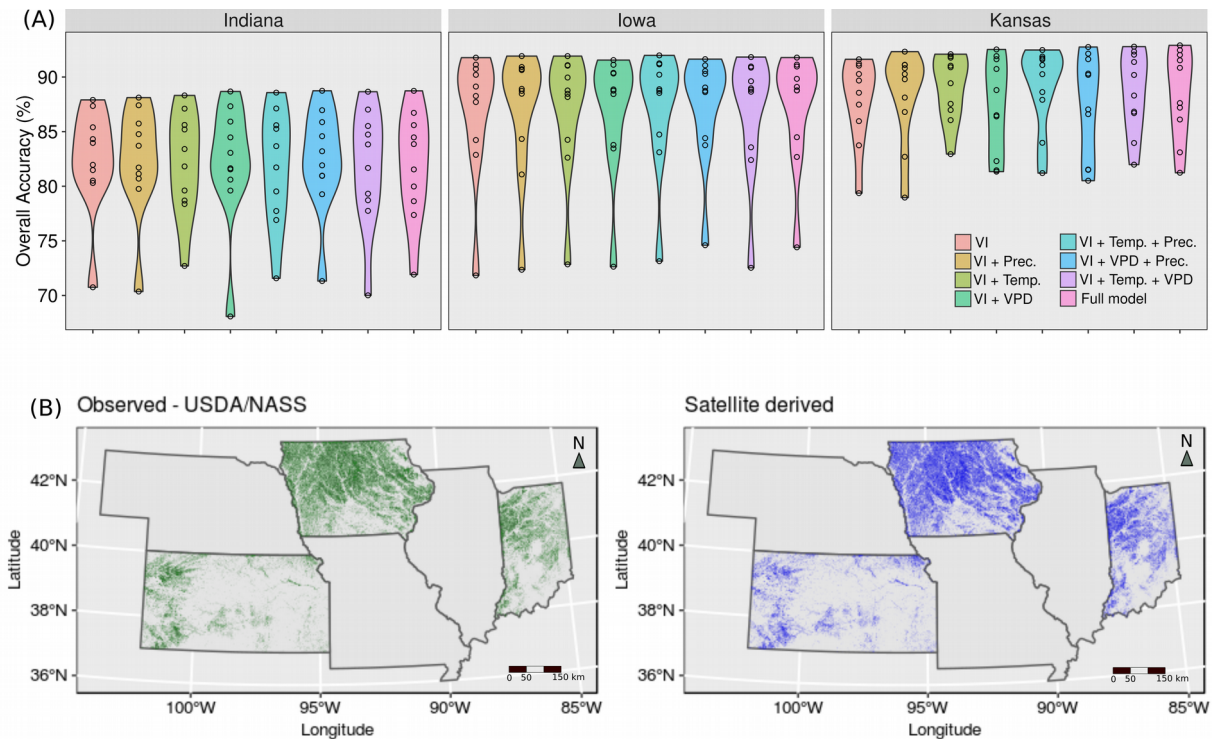 (A)
Indiana
Iowa
Kansas
Overall Accuracy (%)
90
85
80
75
70
VI
VI + Prec.
VI + Temp.
VI + VPD
VI + Temp. + Prec.
VI + VPD + Prec.
VI + Temp. + VPD
Full model
(B)
Observed - USDA/NASS
Satellite derived
N
N
Latitude
42°N
40°N
38°N
36°N
0 50 150 km
100°W
95°W
90°W
85°W
Longitude
Latitude
42°N
40°N
38°N
36°N
0 50 150 km
100°W
95°W
90°W
85°W
Longitude